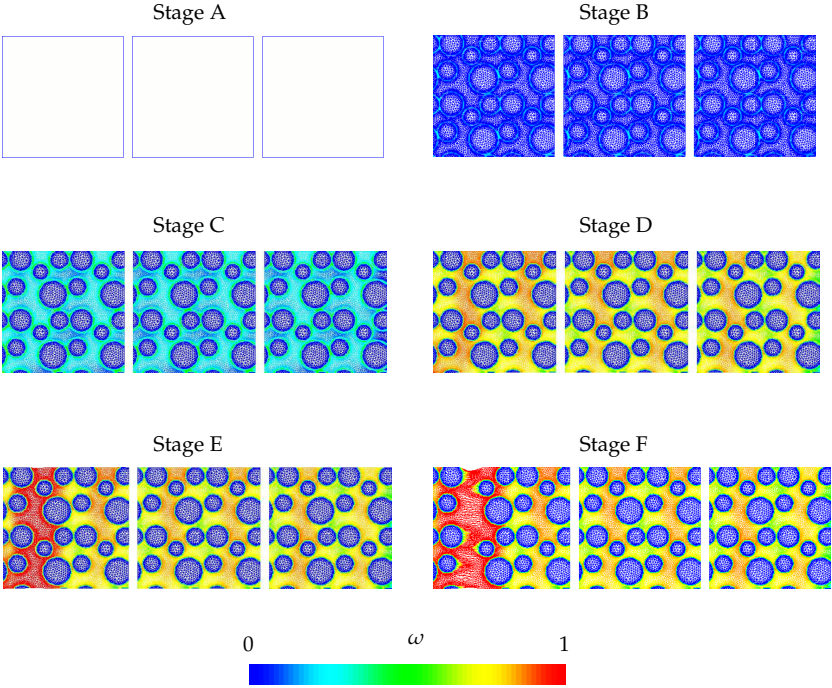 Stage A
Stage B
Stage C
Stage D
Stage E
Stage F
0 ω 1